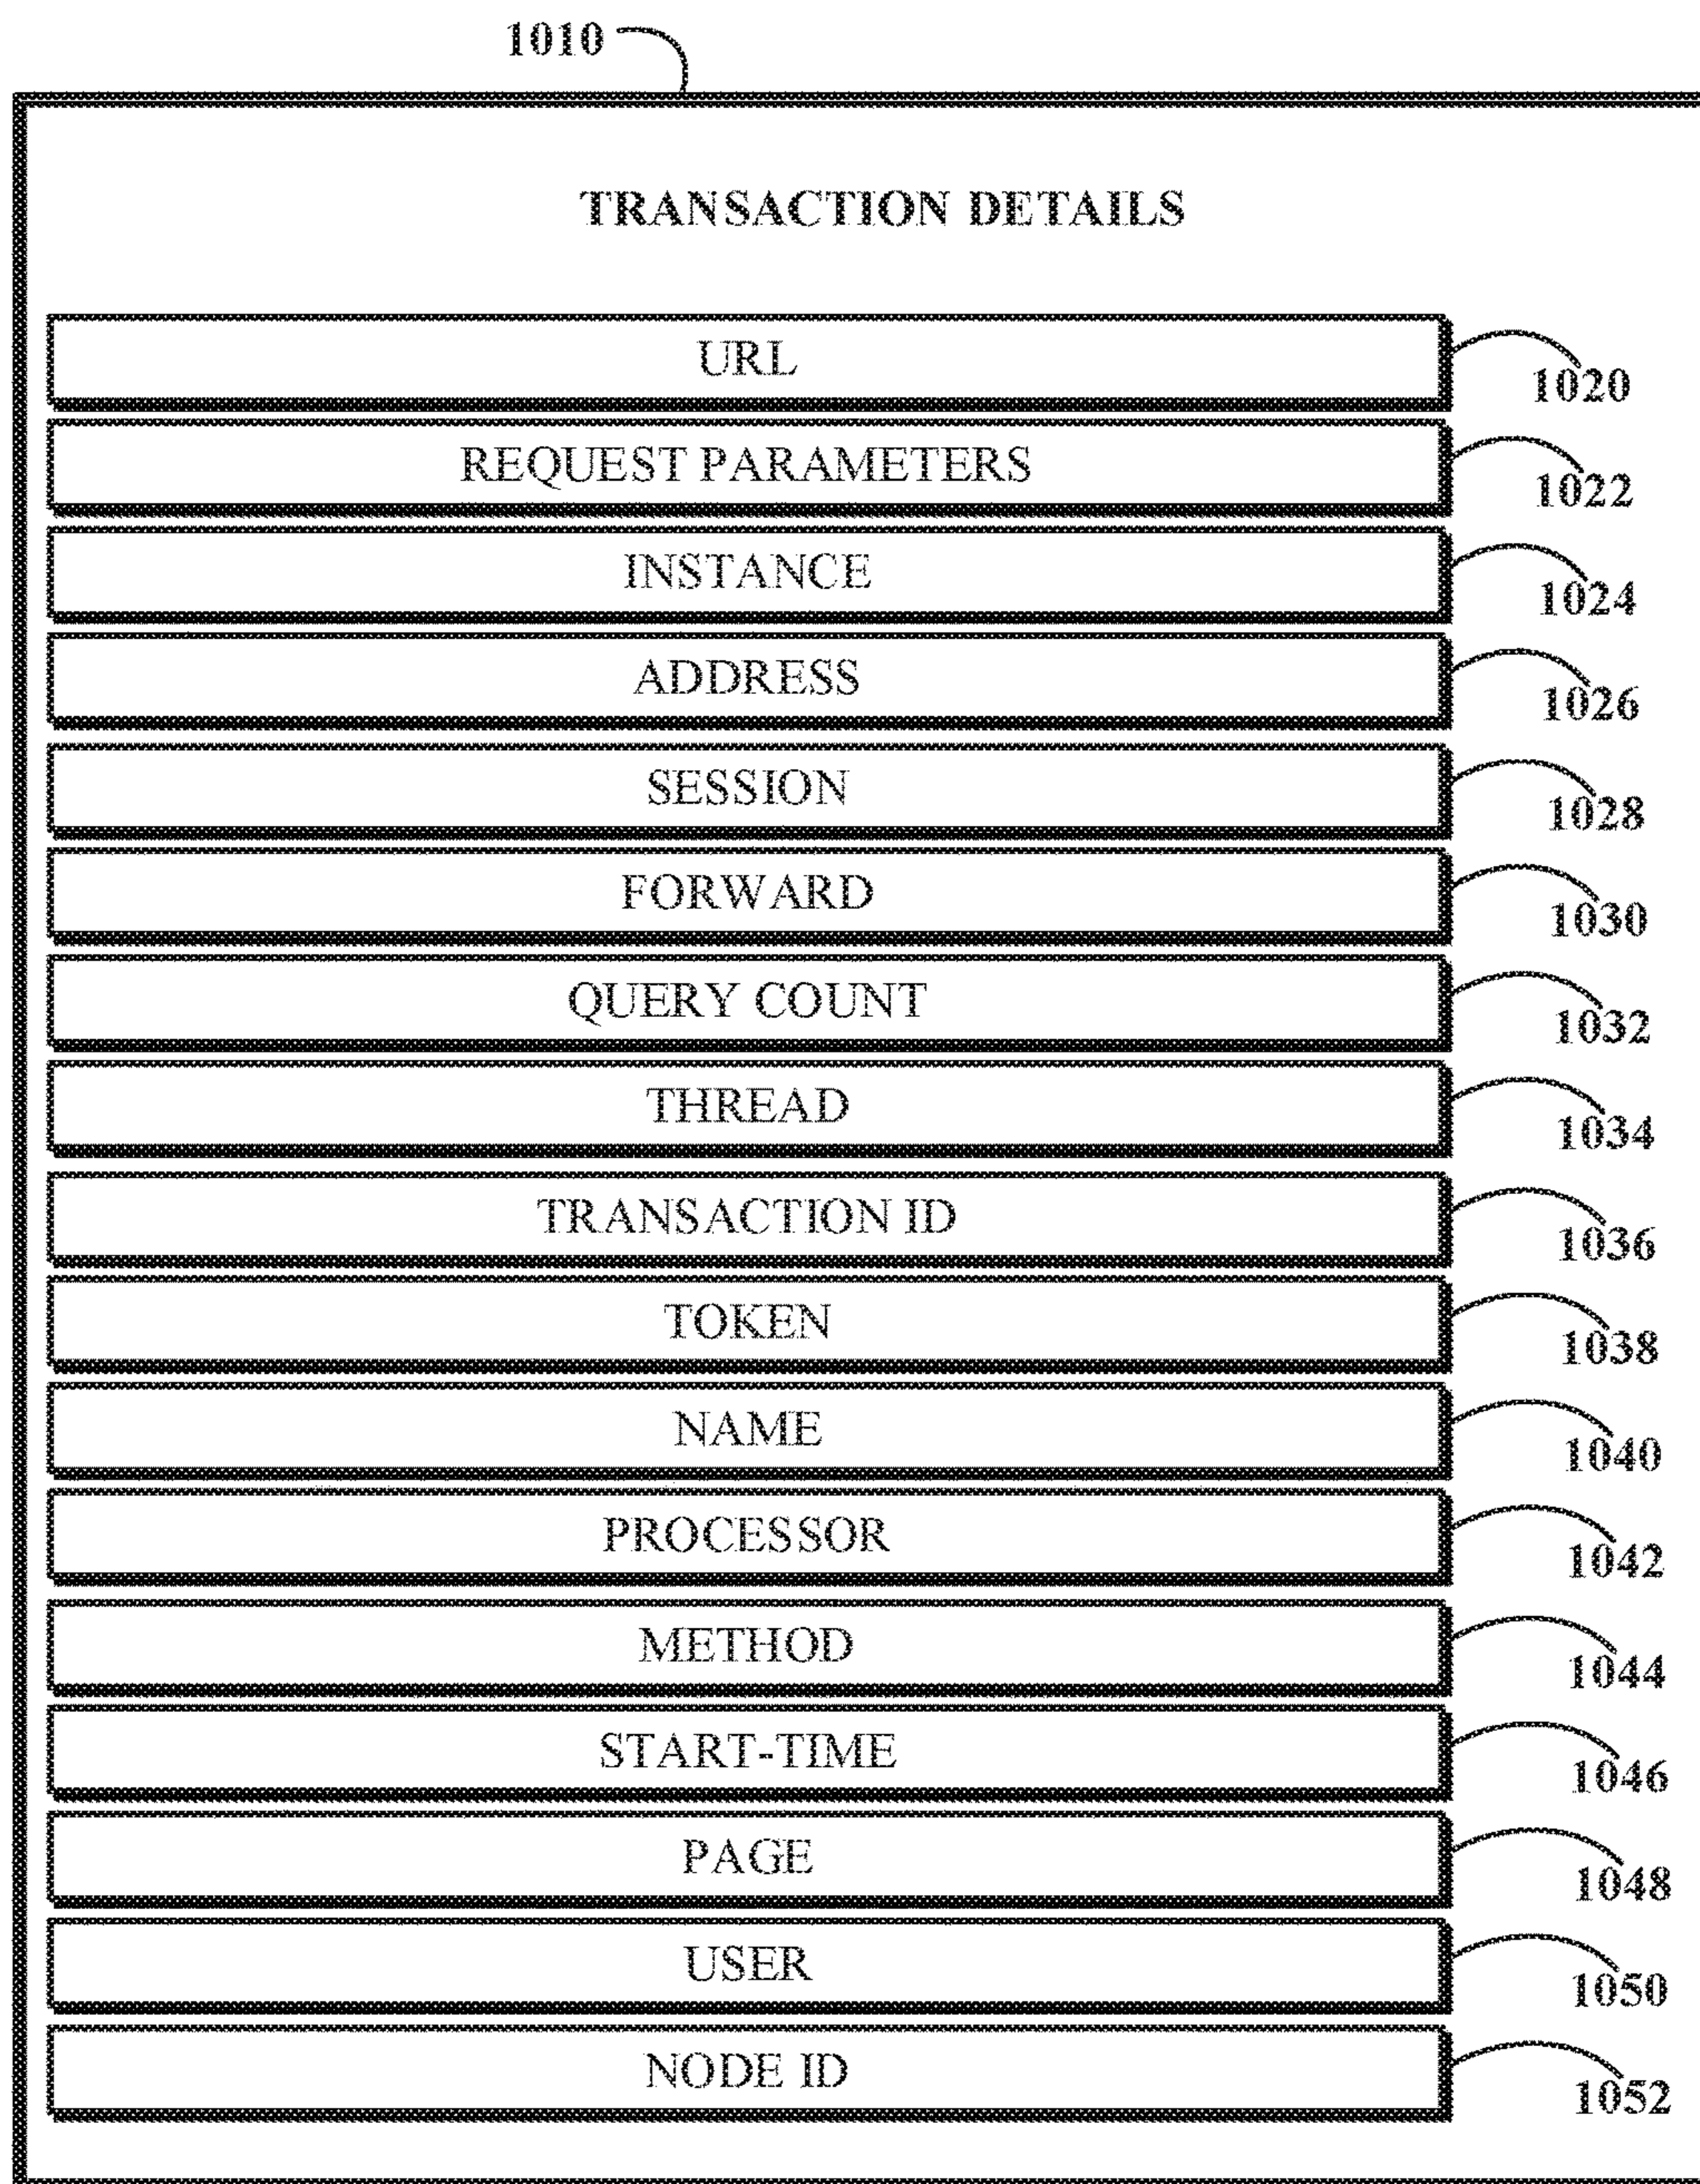 1010
TRANSACTION DETAILS
URL
1020
REQUEST PARAMETERS
1022
INSTANCE
1024
ADDRESS
1026
SESSION
1028
FORWARD
1030
QUERY COUNT
1032
THREAD
1034
TRANSACTION ID
1036
TOKEN
1038
NAME
1040
PROCESSOR
1042
METHOD
1044
START-TIME
1046
PAGE
1048
USER
1050
NODE ID
1052